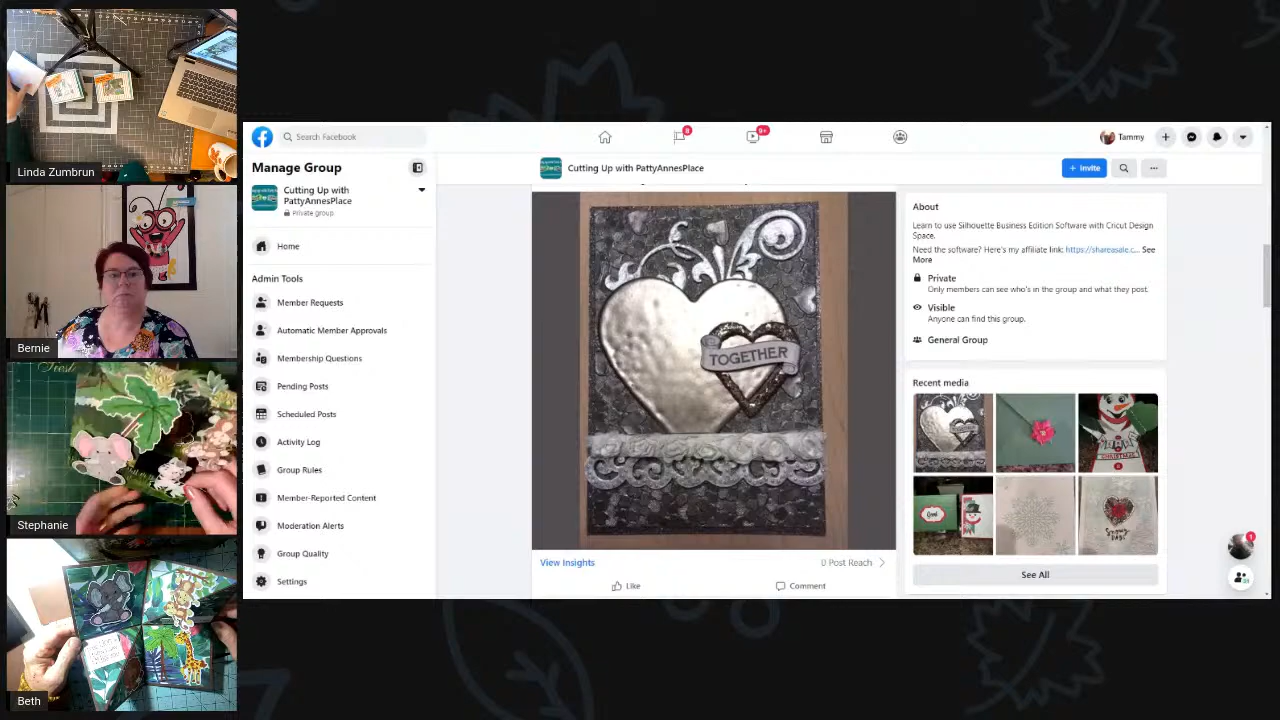 Linda Zumbrun
Bernie
Stephanie
Beth
Search Facebook
8
9+
Tammy
Manage Group
Cutting Up with
PattyAnnesPlace
Private group
Home
Admin Tools
Member Requests
Automatic Member Approvals
Membership Questions
Pending Posts
Scheduled Posts
Activity Log
Group Rules
Member-Reported Content
Moderation Alerts
Group Quality
Settings
Cutting Up with PattyAnnesPlace
+ Invite
TOGETHER
View Insights
0 Post Reach
Like
Comment
About
Learn to use Silhouette Business Edition Software with Cricut Design
Space.
Need the software? Here's my affiliate link: https://shareasale.c... See
More
Private
Only members can see who's in the group and what they post.
Visible
Anyone can find this group.
General Group
Recent media
See All
1